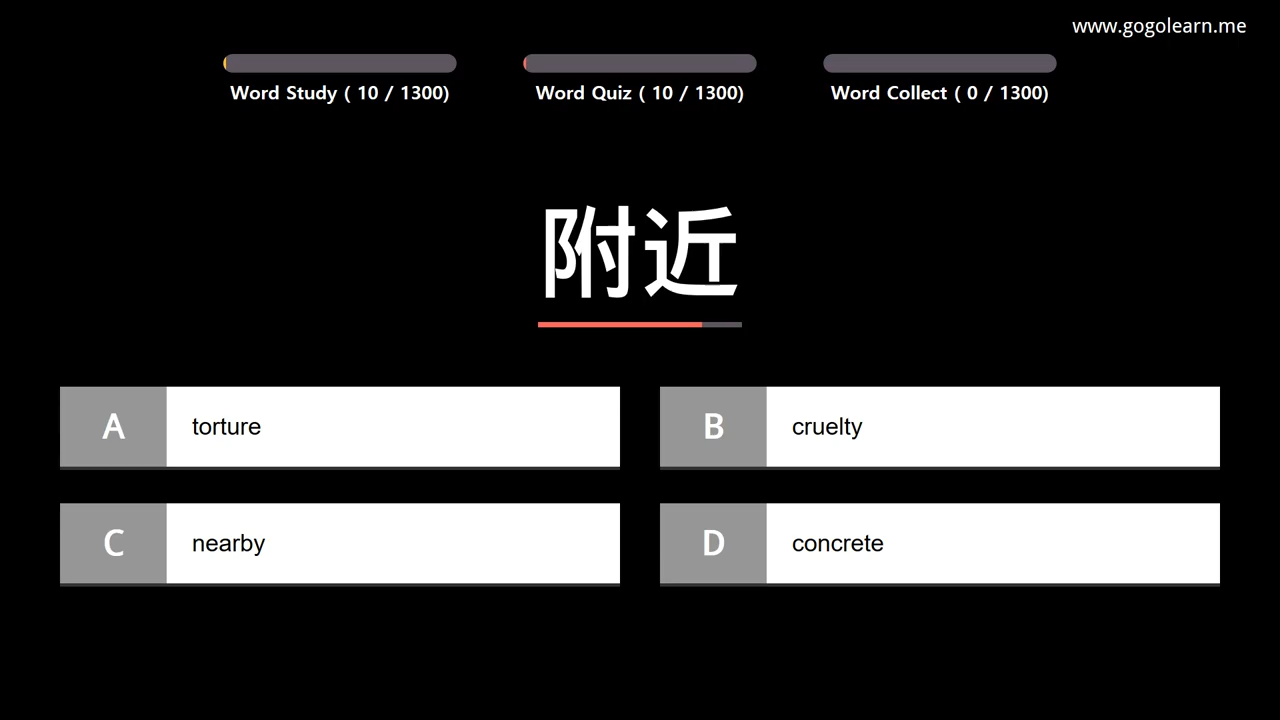 www.gogolearn.me
Word Study ( 10 / 1300)
Word Quiz ( 10 / 1300)
Word Collect ( 0 / 1300)
附近
A torture
B cruelty
C nearby
D concrete